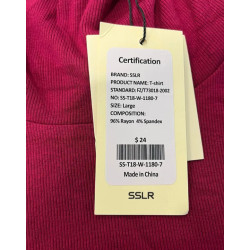 Certification
BRAND: SSLR
PRODUCT NAME: T-shirt
STANDARD: FZ/T73018-2002
NO: SS-T18-W-1180-7
SIZE: Large
COMPOSITION:
96% Rayon 4% Spandex
$ 24
SS-T18-W-1180-7
Made in China
SSLR